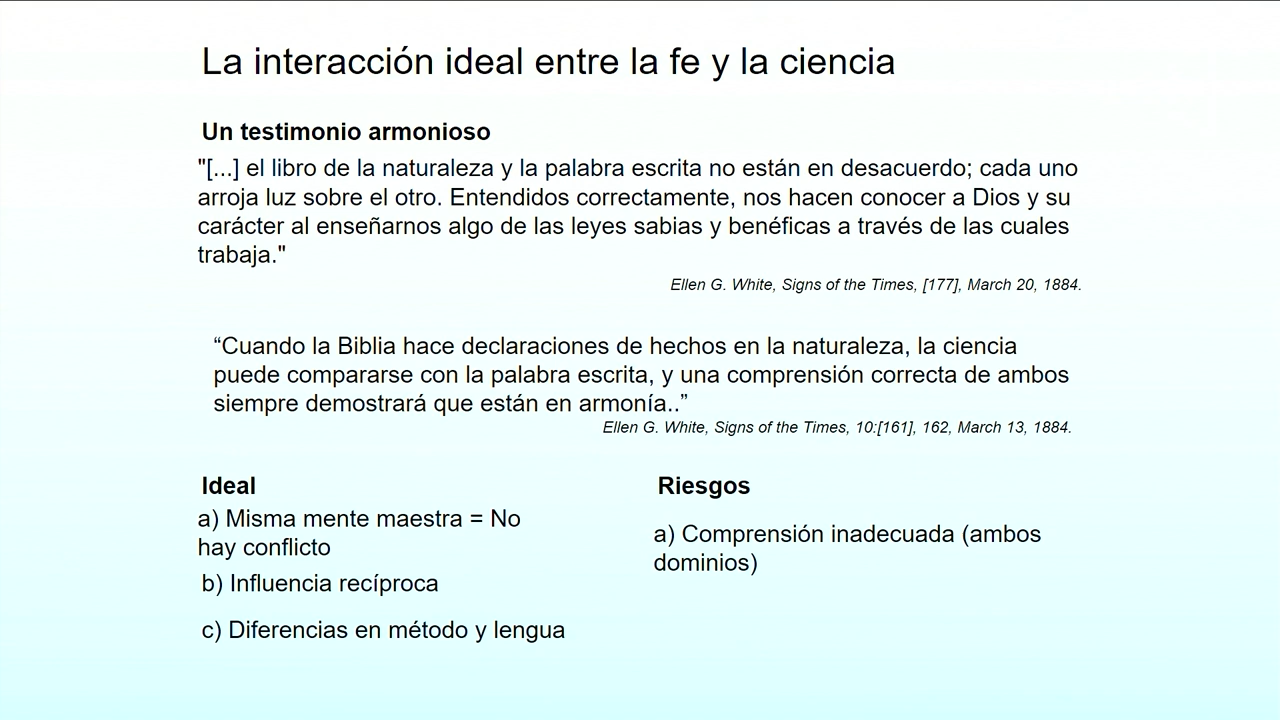 La interacción ideal entre la fe y la ciencia
Un testimonio armonioso
"[...] el libro de la naturaleza y la palabra escrita no están en desacuerdo; cada uno
arroja luz sobre el otro. Entendidos correctamente, nos hacen conocer a Dios y su
carácter al enseñarnos algo de las leyes sabias y benéficas a través de las cuales
trabaja."
Ellen G. White, Signs of the Times, [177], March 20, 1884.
“Cuando la Biblia hace declaraciones de hechos en la naturaleza, la ciencia
puede compararse con la palabra escrita, y una comprensión correcta de ambos
siempre demostrará que están en armonía..”
Ellen G. White, Signs of the Times, 10:[161], 162, March 13, 1884.
Ideal
a) Misma mente maestra = No
hay conflicto
b) Influencia recíproca
c) Diferencias en método y lengua
Riesgos
a) Comprensión inadecuada (ambos
dominios)